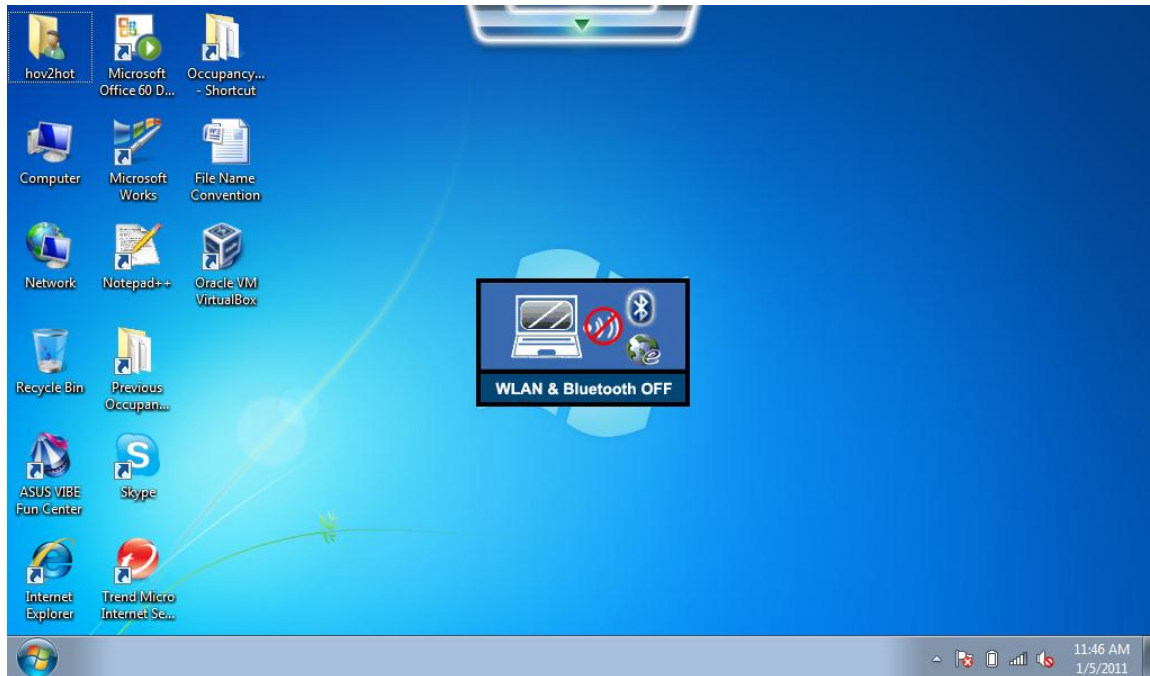 hov2hot
Microsoft
Office 60 D...
Occupancy...
- Shortcut
Computer
Microsoft
Works
File Name
Convention
Network
Notepad++
Oracle VM
VirtualBox
Recycle Bin
Previous
Occupan...
ASUS VIBE
Fun Center
Skype
Internet
Explorer
Trend Micro
Internet Se...
WLAN & Bluetooth OFF
11:46 AM
1/5/2011